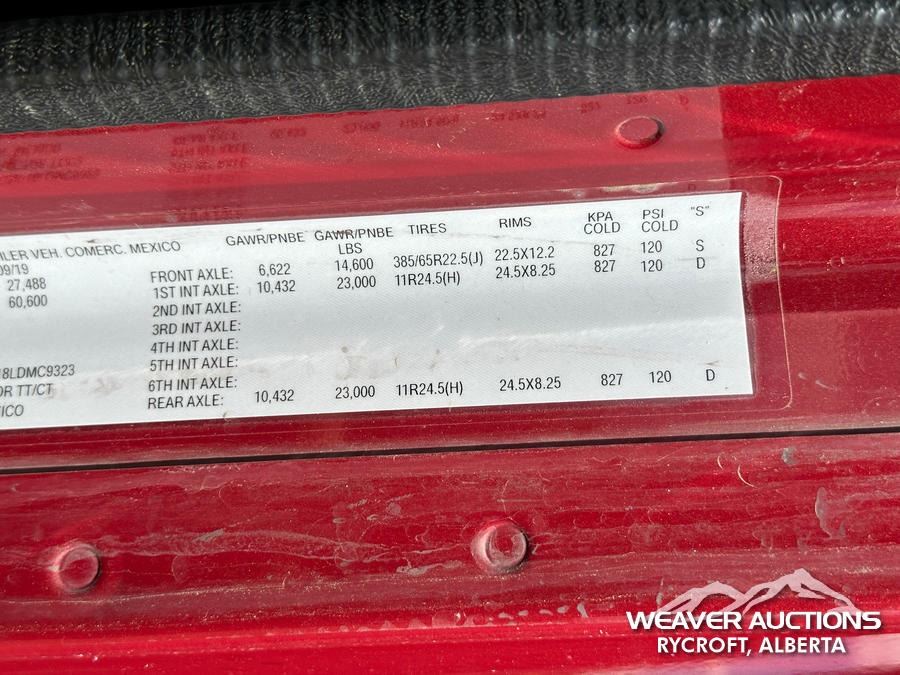 GAWR/PNBE GAWR/PNBE LBS TIRES RIMS KPA COLD PSI COLD "S"
ILER VEH. COMERC. MEXICO
09/19
27,488
60,600
FRONT AXLE: 6,622 14,600 385/65R22.5(J) 22.5X12.2 827 120 S
1ST INT AXLE: 10,432 23,000 11R24.5(H) 24.5X8.25 827 120 D
2ND INT AXLE:
3RD INT AXLE:
4TH INT AXLE:
5TH INT AXLE:
6TH INT AXLE:
REAR AXLE: 10,432 23,000 11R24.5(H) 24.5X8.25 827 120 D
8LDMC9323
OR TT/CT
ICO
WEAVER AUCTIONS
RYCROFT, ALBERTA